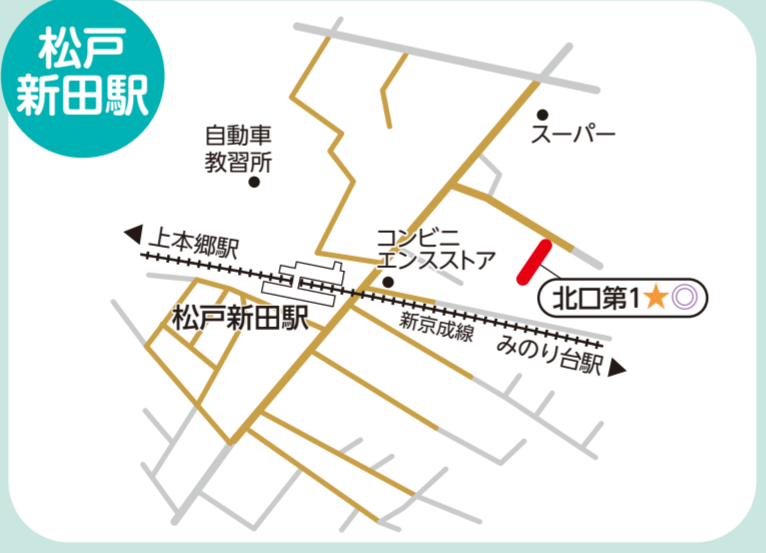 松戸
新田駅
スーパー
自動車
教習所
上本郷駅
コンビニ
エンスストア
北口第1★◎
松戸新田駅
新京成線
みのり台駅